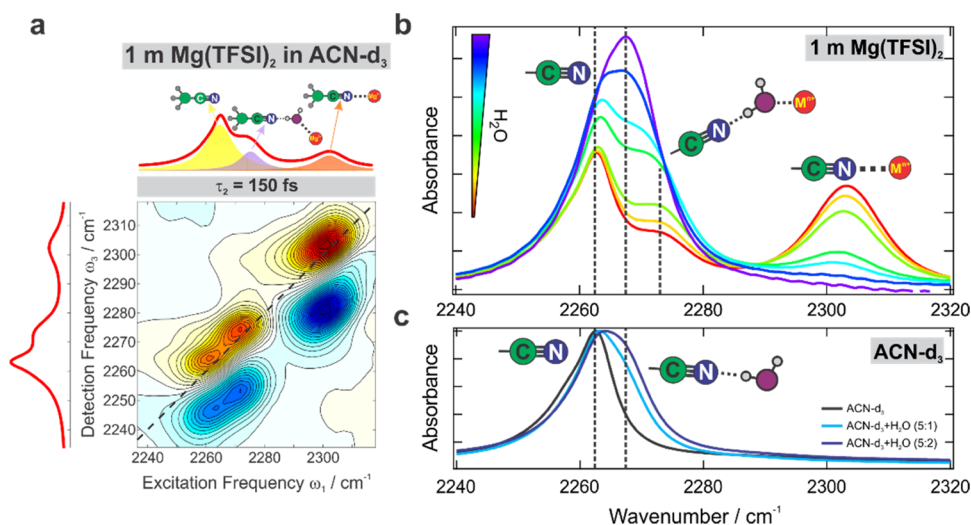 a
1 m Mg(TFSI)₂ in ACN-d₃
C≡N
C≡N
C≡N
τ₂ = 150 fs
Detection Frequency ω₃ / cm⁻¹
2310
2300
2290
2280
2270
2260
2250
2240
2240
2260
2280
2300
Excitation Frequency ω₁ / cm⁻¹
b
1 m Mg(TFSI)₂
H₂O
C≡N
C≡N
Mⁿ⁺
C≡N
Mⁿ⁺
Absorbance
2240
2260
2280
2300
2320
c
ACN-d₃
C≡N
C≡N
ACN-d₃
ACN-d₃+H₂O (5:1)
ACN-d₃+H₂O (5:2)
Absorbance
2240
2260
2280
2300
2320
Wavenumber / cm⁻¹